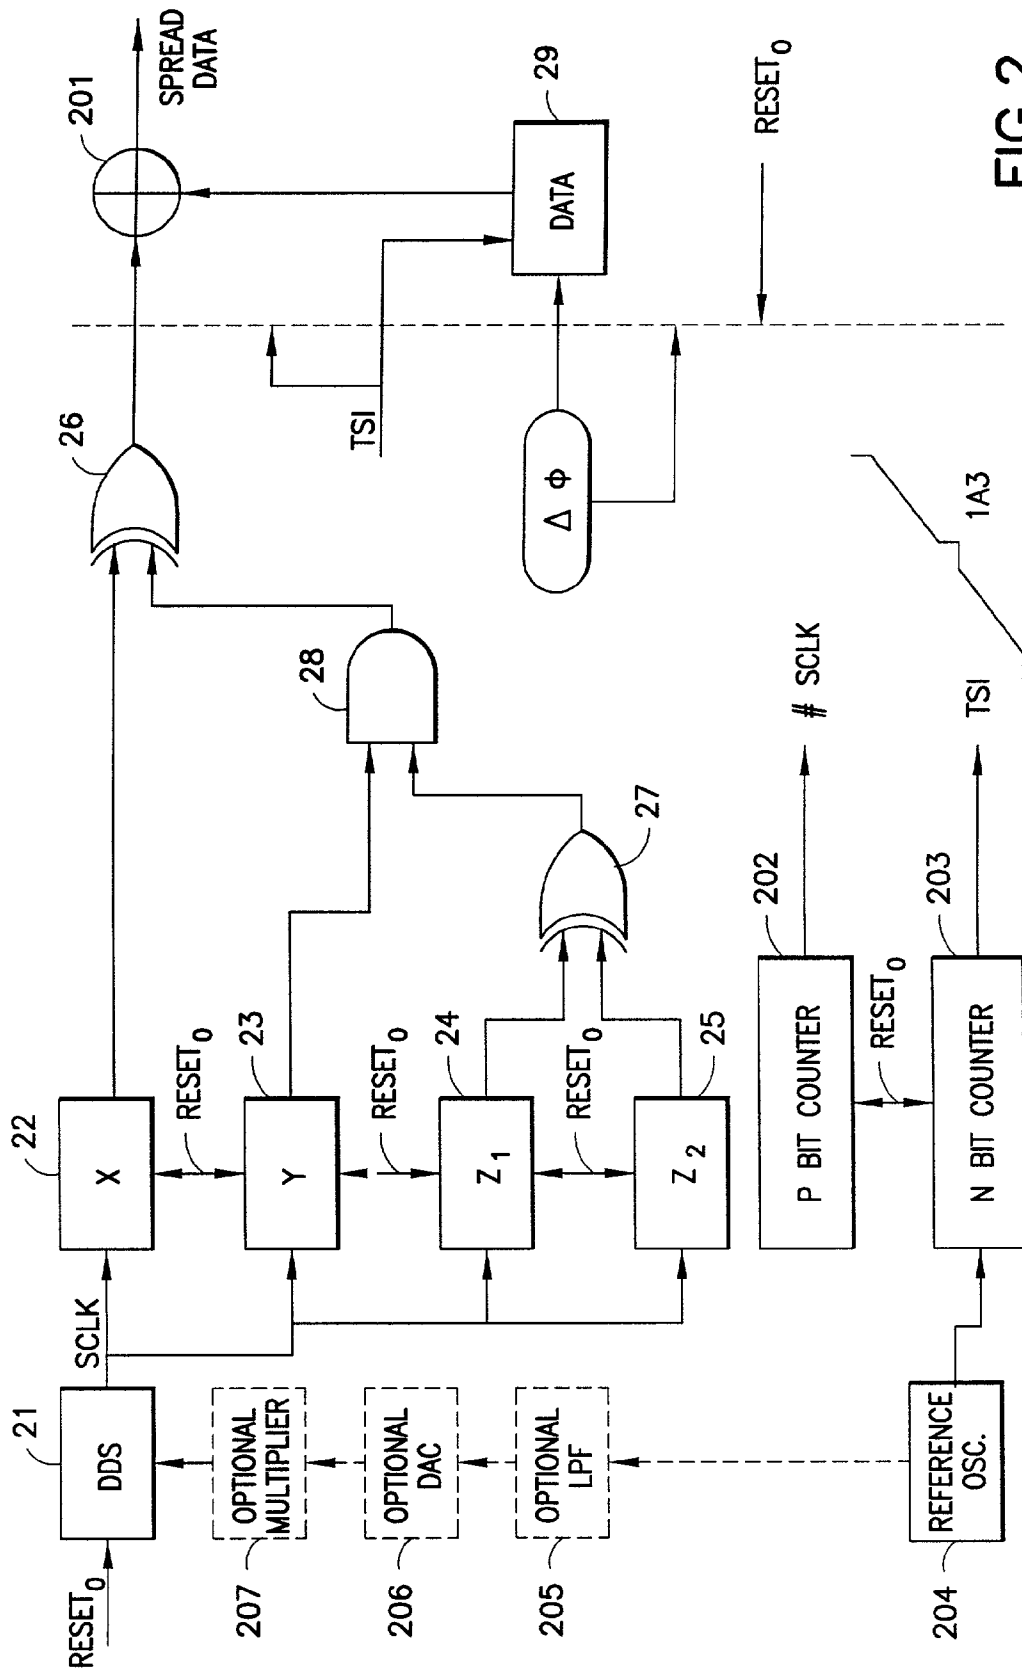 RESET0
21
DDS
SCLK
207
OPTIONAL
MULTIPLIER
206
OPTIONAL
DAC
205
OPTIONAL
LPF
204
REFERENCE
OSC.
22
X
RESET0
23
Y
RESET0
24
Z1
RESET0
25
Z2
202
P BIT COUNTER
# SCLK
RESET0
203
N BIT COUNTER
TSI
1A3
27
28
26
TSI
Δ Φ
29
DATA
201
SPREAD
DATA
RESET0
FIG.2